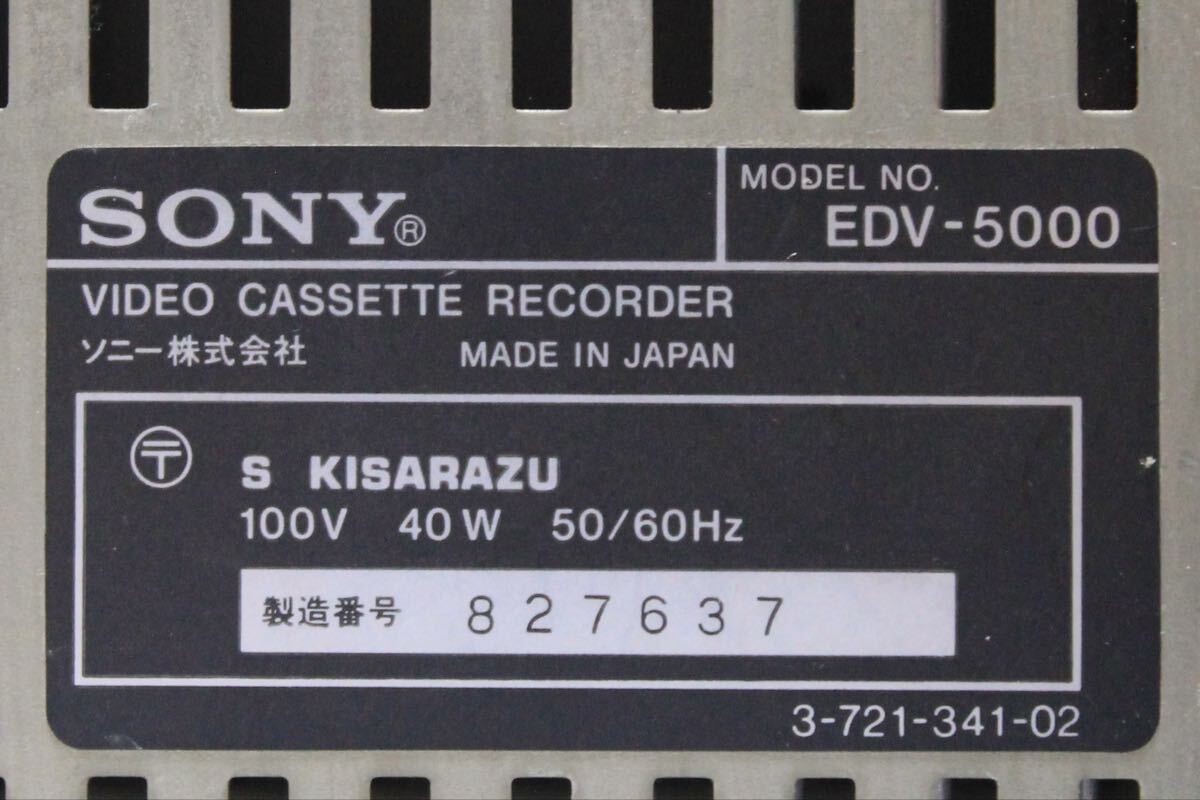 SONY®
MODEL NO.
EDV-5000
VIDEO CASSETTE RECORDER
ソニー株式会社 MADE IN JAPAN
〒 S KISARAZU
100V 40W 50/60Hz
製造番号 827637
3-721-341-02